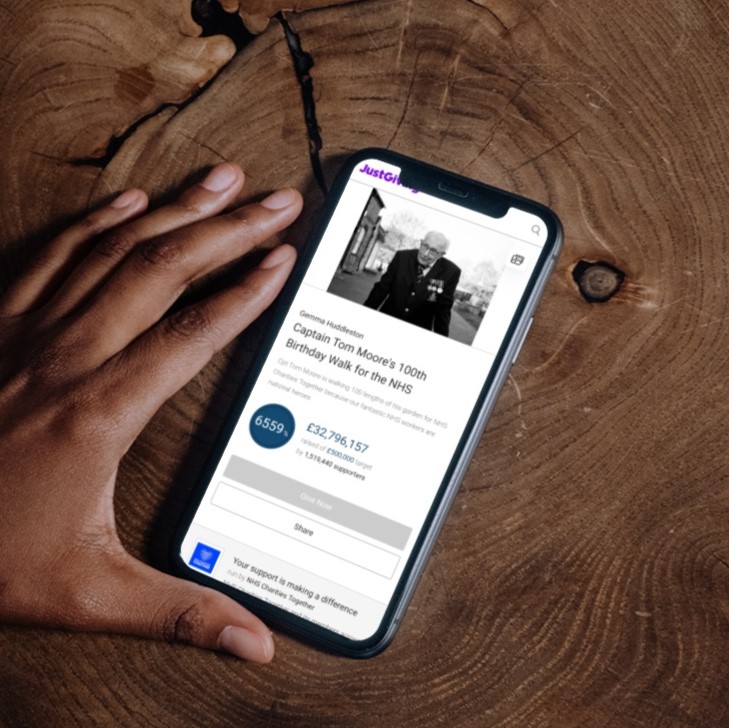 JustGiving
Gemma Huddleston
Captain Tom Moore's 100th
Birthday Walk for the NHS
Cpt Tom Moore is walking 100 lengths of his garden for NHS
Charities Together because our fantastic NHS workers are
national heroes
6559%
£32,796,157
raised of £500,000 target
by 1,519,440 supporters
Give Now
Share
Your support is making a difference
run by NHS Charities Together